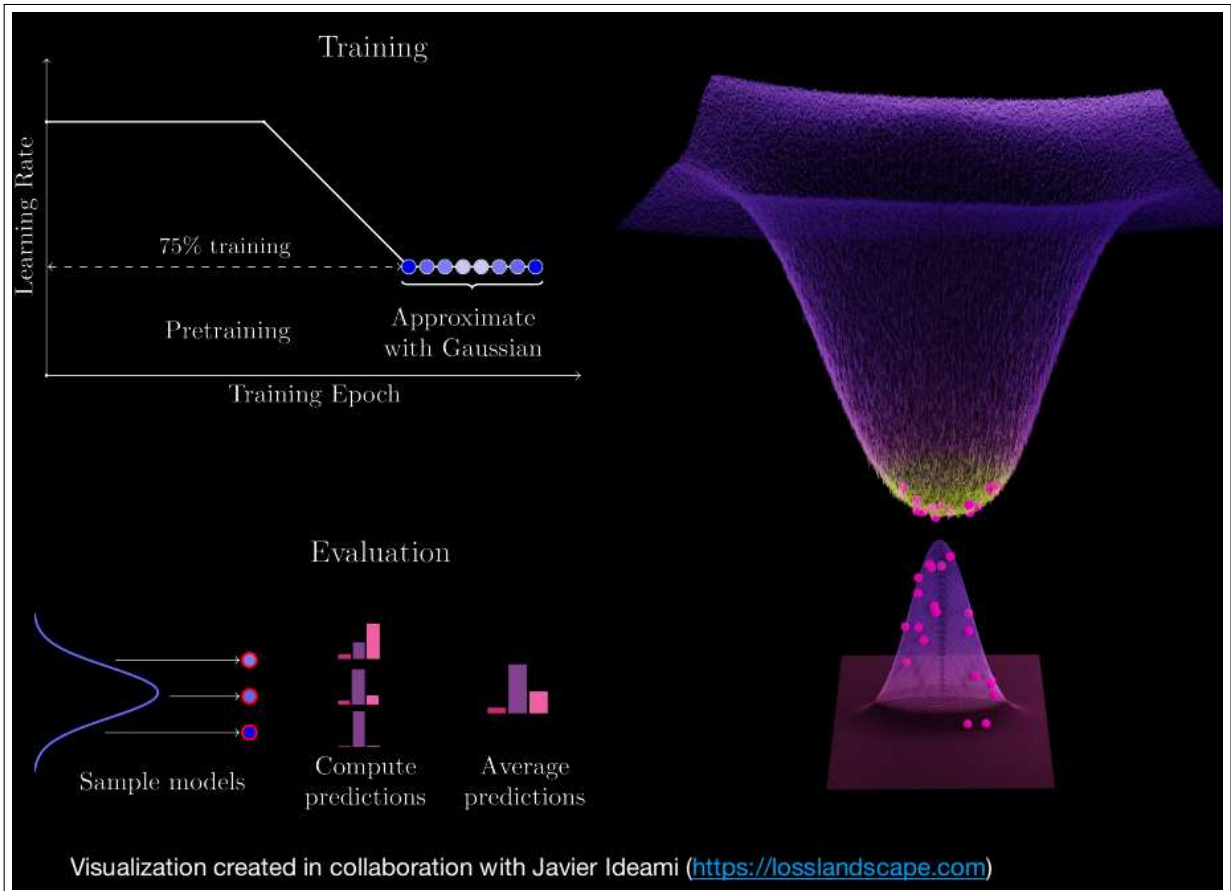 Training
Learning Rate
75% training
Pretraining
Approximate
with Gaussian
Training Epoch
Evaluation
Sample models
Compute
predictions
Average
predictions
Visualization created in collaboration with Javier Ideami (https://losslandscape.com)